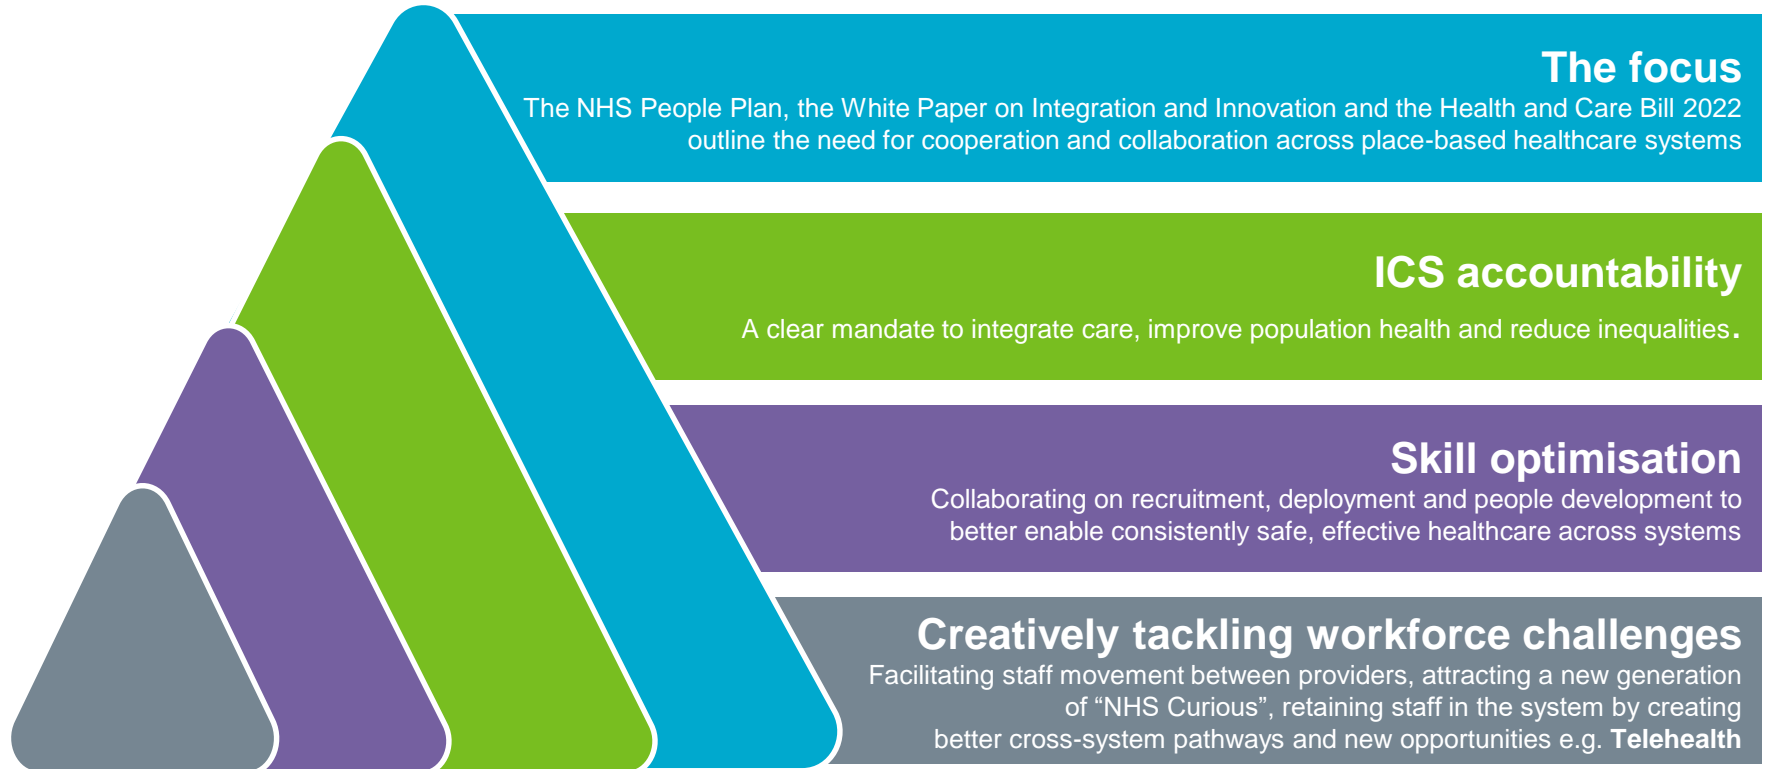 The focus
The NHS People Plan, the White Paper on Integration and Innovation and the Health and Care Bill 2022
outline the need for cooperation and collaboration across place-based healthcare systems
ICS accountability
A clear mandate to integrate care, improve population health and reduce inequalities.
Skill optimisation
Collaborating on recruitment, deployment and people development to
better enable consistently safe, effective healthcare across systems
Creatively tackling workforce challenges
Facilitating staff movement between providers, attracting a new generation
of “NHS Curious”, retaining staff in the system by creating
better cross-system pathways and new opportunities e.g. Telehealth